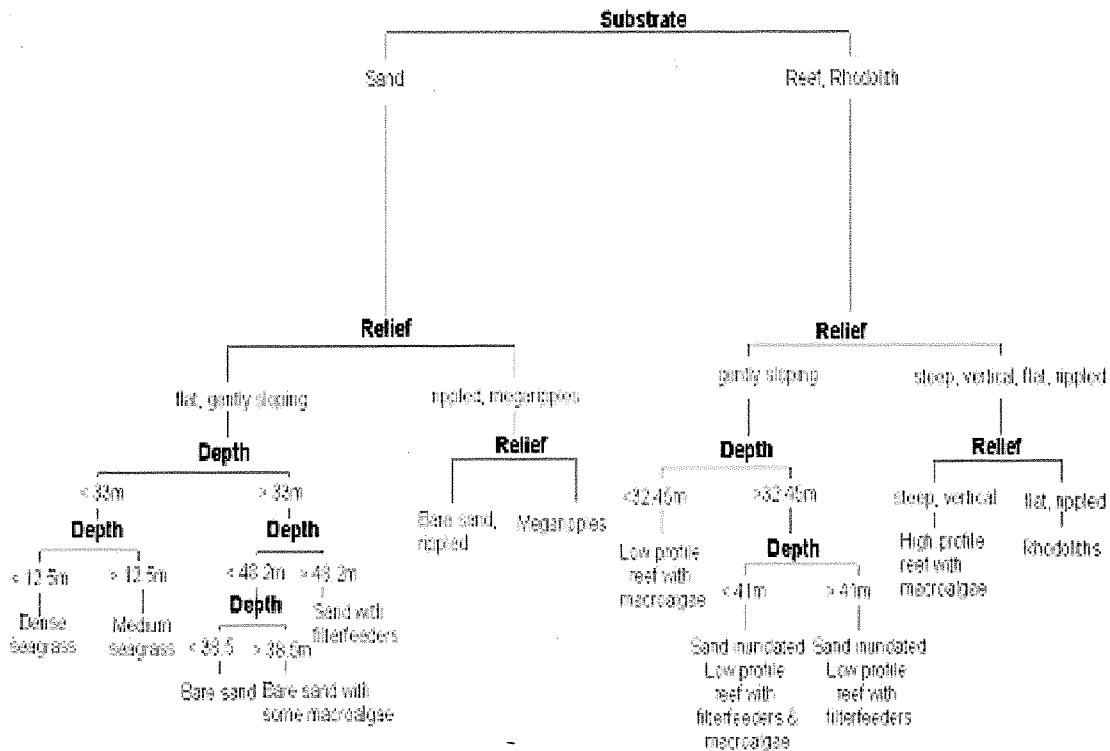 Substrate
Sand
Reef, Rhodolith
Relief
Relief
flat, gently sloping
rippled, megaripples
gently sloping
steep, vertical, flat, rippled
Depth
Relief
Depth
Relief
< 33m
> 33m
Bare sand,
rippled
Megaripples
<32.45m
>32.45m
steep, vertical
flat, rippled
Depth
Depth
Low profile
reef with
macroalgae
Depth
High profile
reef with
macroalgae
Rhodoliths
< 12.5m
> 12.5m
< 48.2m
> 48.2m
< 41m
> 41m
Dense
seagrass
Medium
seagrass
Depth
Sand with
filterfeeders
< 38.5
> 38.5m
Bare sand
Bare sand with
some macroalgae
Sand inundated
Low profile
reef with
filterfeeders &
macroalgae
Sand inundated
Low profile
reef with
filterfeeders